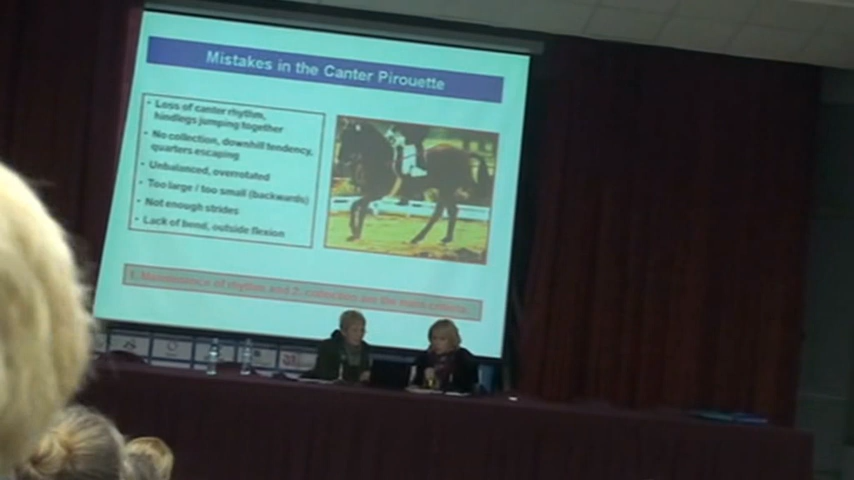 Mistakes in the Canter Pirouette
• Loss of canter rhythm,
hindlegs jumping together
• No collection, downhill tendency,
quarters escaping
• Unbalanced, overrotated
• Too large / too small (backwards)
• Not enough strides
• Lack of bend, outside flexion
1. Maintenance of rhythm and 2. collection are the main criteria.